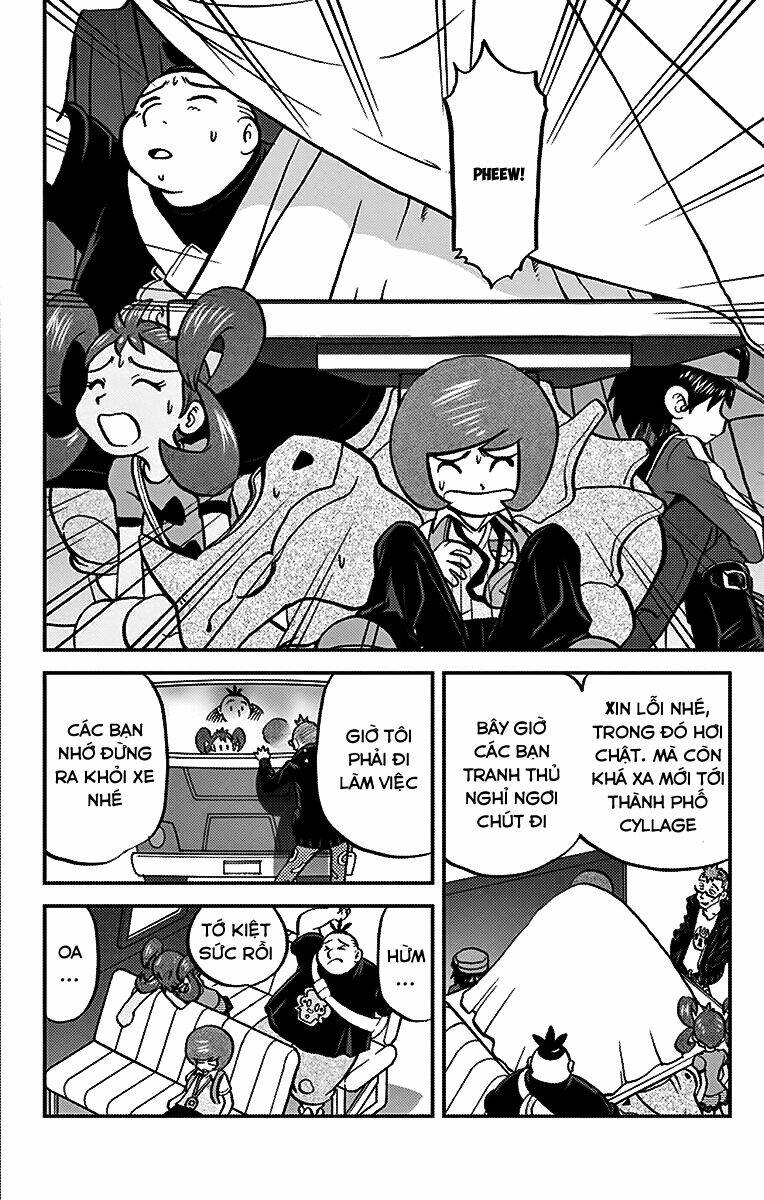 PHEEW!
XIN LỖI NHÉ,
TRONG ĐÓ HƠI
CHẬT. MÀ CÒN
KHÁ XA MỚI TỚI
THÀNH PHỐ
CYLLAGE
BÂY GIỜ
CÁC BẠN
TRANH THỦ
NGHỈ NGƠI
CHÚT ĐI
GIỜ TÔI
PHẢI ĐI
LÀM VIỆC
CÁC BẠN
NHỚ ĐỪNG
RA KHỎI XE
NHÉ
HỪM
...
TỚ KIỆT
SỨC RỒI
OA
...